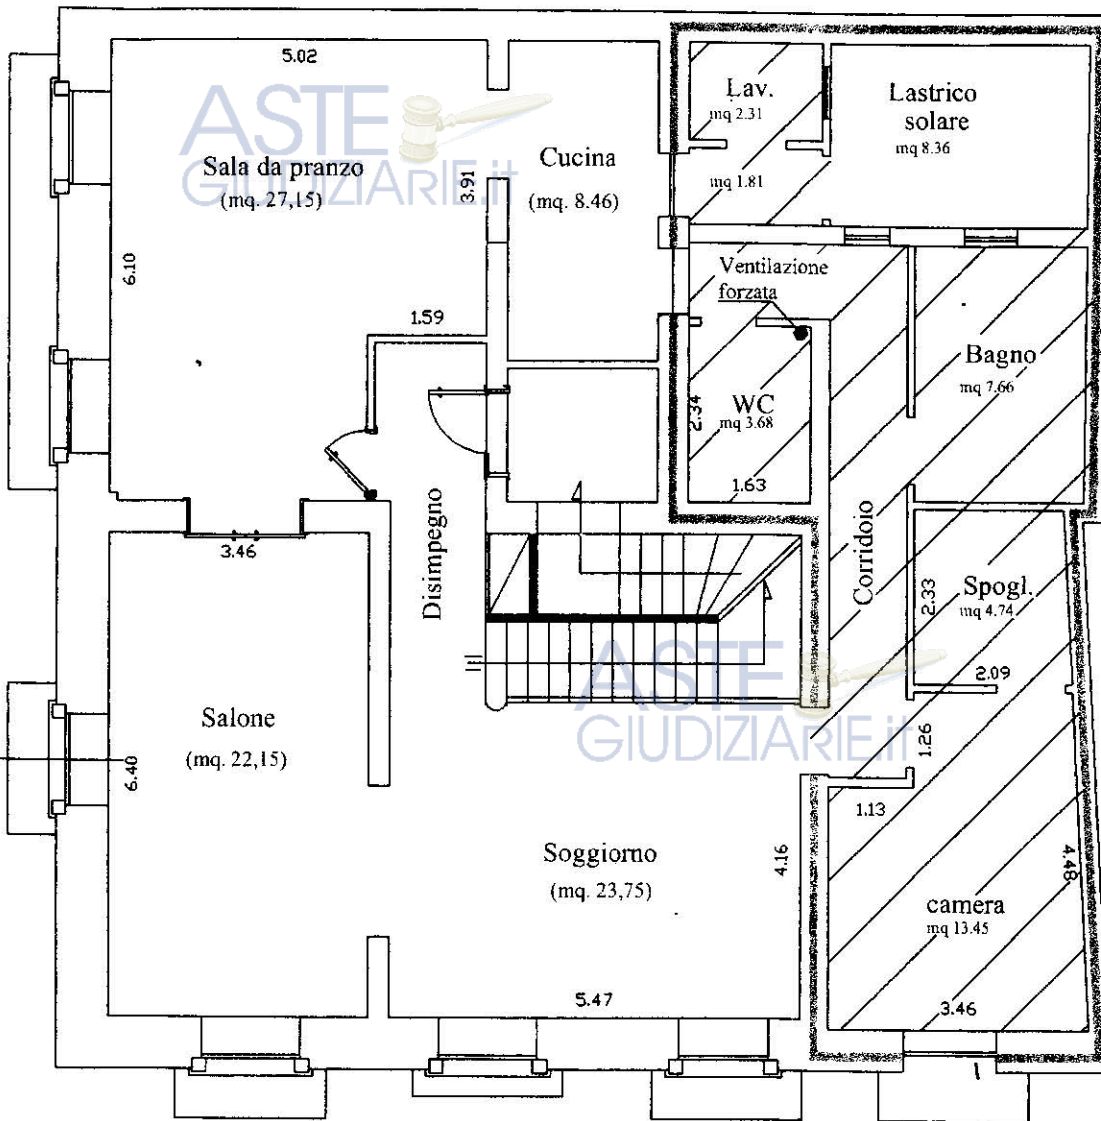 5.02
ASTE
GIUDIZIARIE.it
Sala da pranzo
(mq. 27,15)
3.91
6.10
1.59
Cucina
(mq. 8.46)
Lav.
mq 2.31
mq 1.81
Lastrico
solare
mq 8.36
Ventilazione
forzata
WC
mq 3.68
2.34
1.63
Bagno
mq 7.66
Disimpegno
Corridoio
Spogl.
mq 4.74
2.33
2.09
3.46
Salone
(mq. 22,15)
6.40
ASTE
GIUDIZIARIE.it
1.26
1.13
Soggiorno
(mq. 23,75)
4.16
5.47
camera
mq 13.45
4.48
3.46